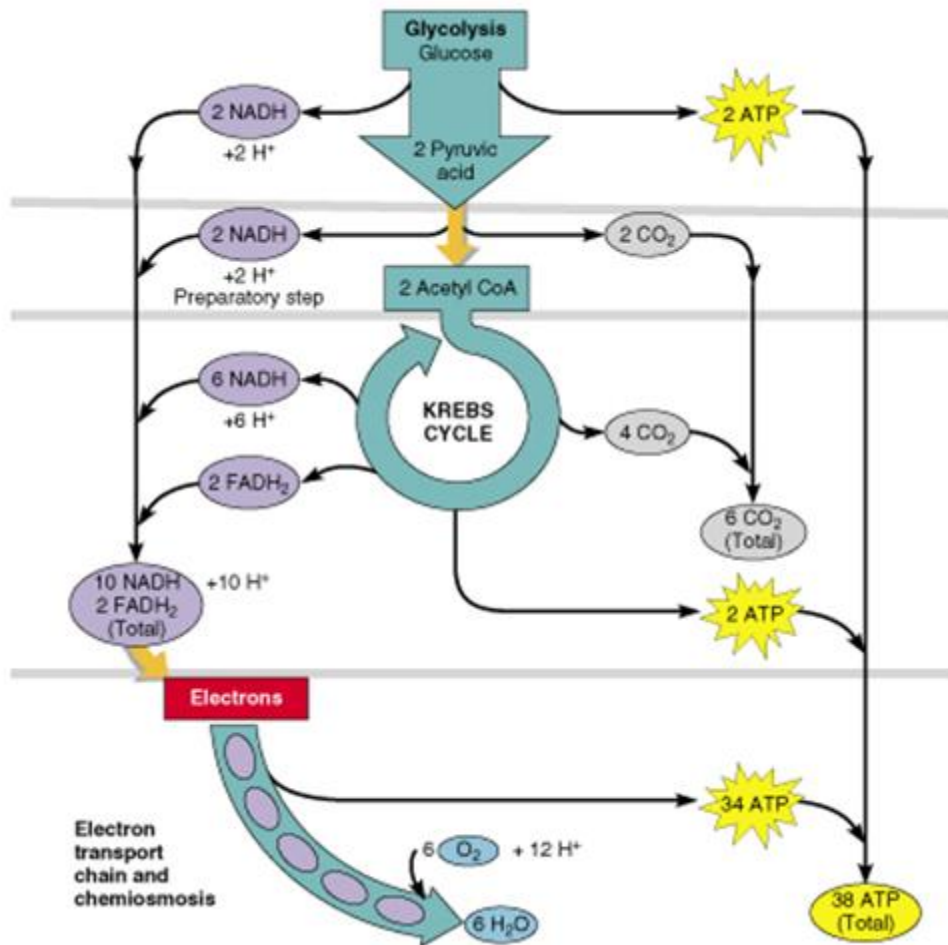 Glycolysis
Glucose
2 NADH
+2 H⁺
2 ATP
2 Pyruvic
acid
2 NADH
+2 H⁺
Preparatory step
2 CO₂
2 Acetyl CoA
6 NADH
+6 H⁺
KREBS
CYCLE
4 CO₂
2 FADH₂
6 CO₂
(Total)
10 NADH
2 FADH₂
(Total)
+10 H⁺
2 ATP
Electrons
34 ATP
Electron
transport
chain and
chemiosmosis
6 O₂ + 12 H⁺
6 H₂O
38 ATP
(Total)